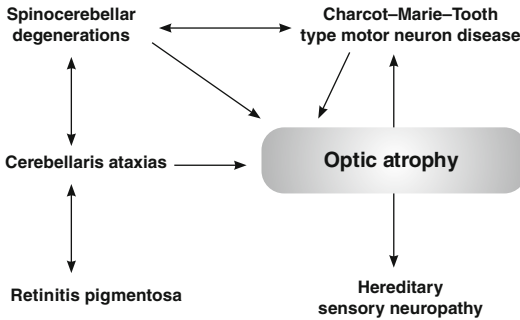 Spinocerebellar
degenerations
Charcot–Marie–Tooth
type motor neuron disease
Cerebellaris ataxias
Optic atrophy
Retinitis pigmentosa
Hereditary
sensory neuropathy